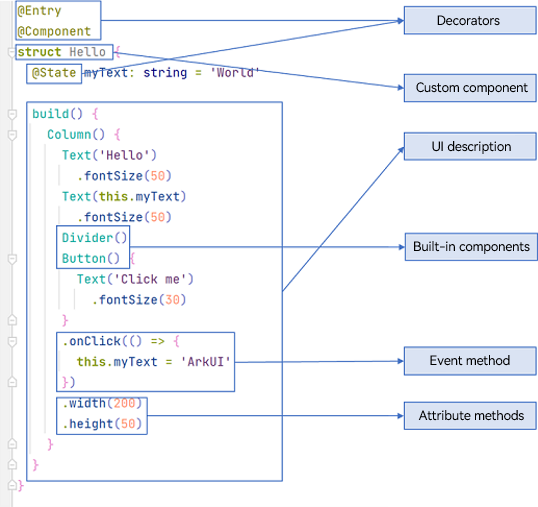 @Entry
@Component
struct Hello {
@State myText: string = 'World'
build() {
Column() {
Text('Hello')
.fontSize(50)
Text(this.myText)
.fontSize(50)
Divider()
Button() {
Text('Click me')
.fontSize(30)
}
.onClick(() => {
this.myText = 'ArkUI'
})
.width(200)
.height(50)
}
}
}
Decorators
Custom component
UI description
Built-in components
Event method
Attribute methods